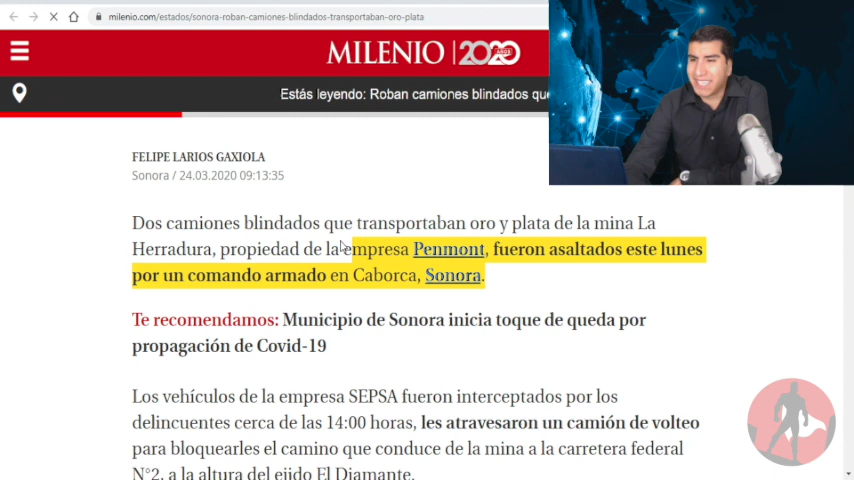 milenio.com/estados/sonora-roban-camiones-blindados-transportaban-oro-plata
MILENIO 2020
Estás leyendo: Roban camiones blindados que
FELIPE LARIOS GAXIOLA
Sonora / 24.03.2020 09:13:35
Dos camiones blindados que transportaban oro y plata de la mina La
Herradura, propiedad de la empresa Penmont, fueron asaltados este lunes
por un comando armado en Caborca, Sonora.
Te recomendamos: Municipio de Sonora inicia toque de queda por
propagación de Covid-19
Los vehículos de la empresa SEPSA fueron interceptados por los
delincuentes cerca de las 14:00 horas, les atravesaron un camión de volteo
para bloquearles el camino que conduce de la mina a la carretera federal
N°2, a la altura del ejido El Diamante.